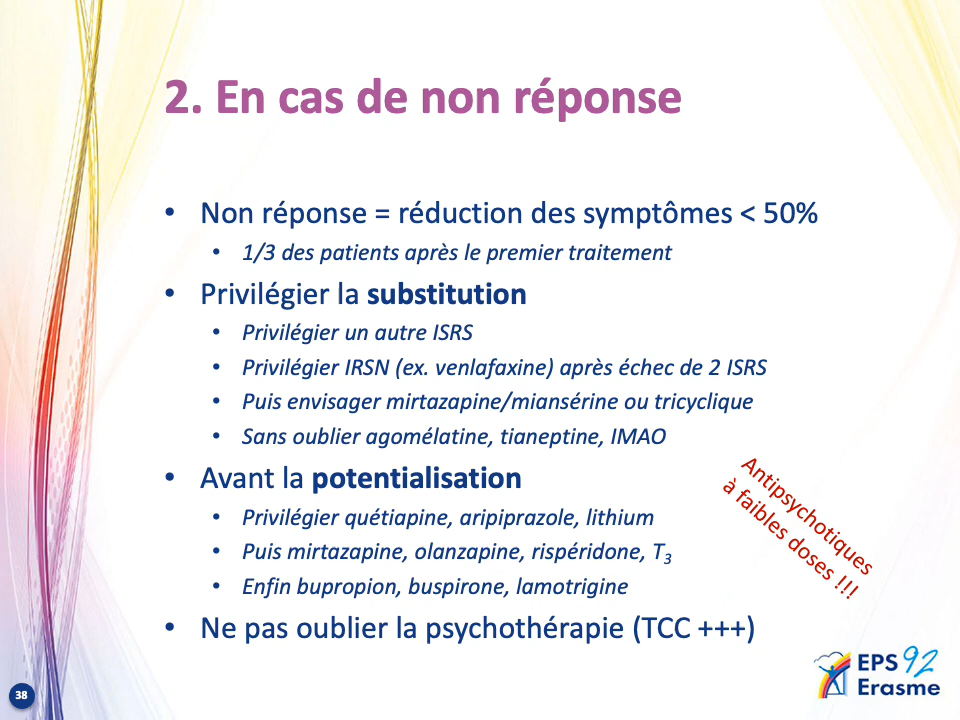 2. En cas de non réponse
• Non réponse = réduction des symptômes < 50%
• 1/3 des patients après le premier traitement
• Privilégier la substitution
• Privilégier un autre ISRS
• Privilégier IRSN (ex. venlafaxine) après échec de 2 ISRS
• Puis envisager mirtazapine/miansérine ou tricyclique
• Sans oublier agomélatine, tianeptine, IMAO
• Avant la potentialisation
• Privilégier quétiapine, aripiprazole, lithium
• Puis mirtazapine, olanzapine, rispéridone, T₃
• Enfin bupropion, buspirone, lamotrigine
Antipsychotiques
à faibles doses !!!
• Ne pas oublier la psychothérapie (TCC +++)
EPS 92
Erasme
38